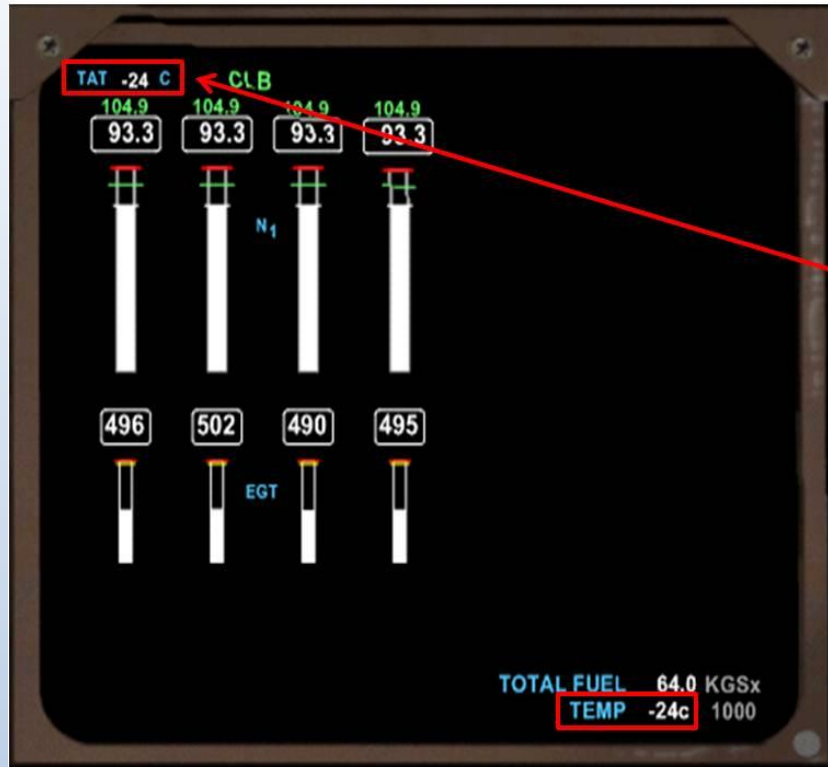 TAT -24 C CLB
104.9 104.9 104.9 104.9
93.3 93.3 93.3 93.3
N1
496 502 490 495
EGT
TOTAL FUEL 64.0 KGSx
TEMP -24c 1000